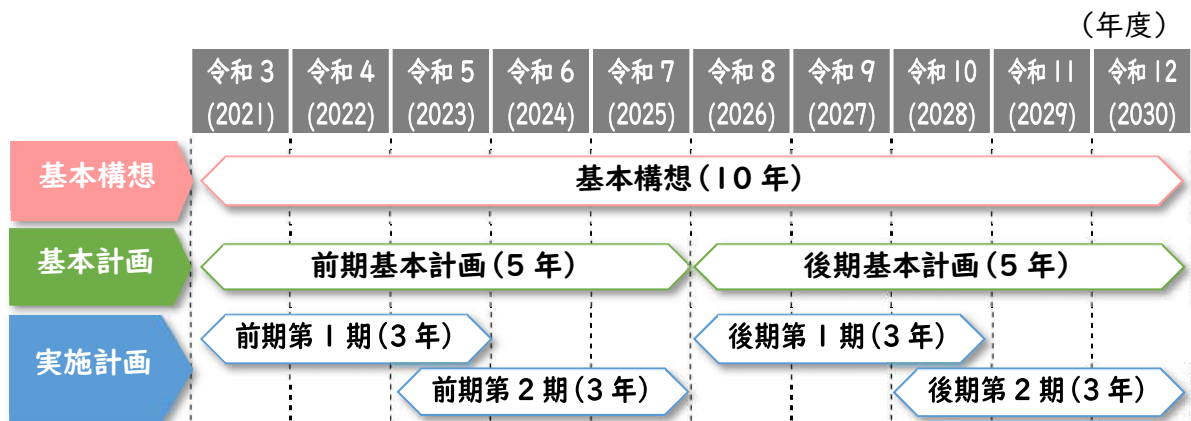 （年度）
令和3 令和4 令和5 令和6 令和7 令和8 令和9 令和10 令和11 令和12
(2021) (2022) (2023) (2024) (2025) (2026) (2027) (2028) (2029) (2030)
基本構想 基本構想（10年）
基本計画 前期基本計画（5年） 後期基本計画（5年）
前期第1期（3年） 後期第1期（3年）
実施計画
前期第2期（3年） 後期第2期（3年）